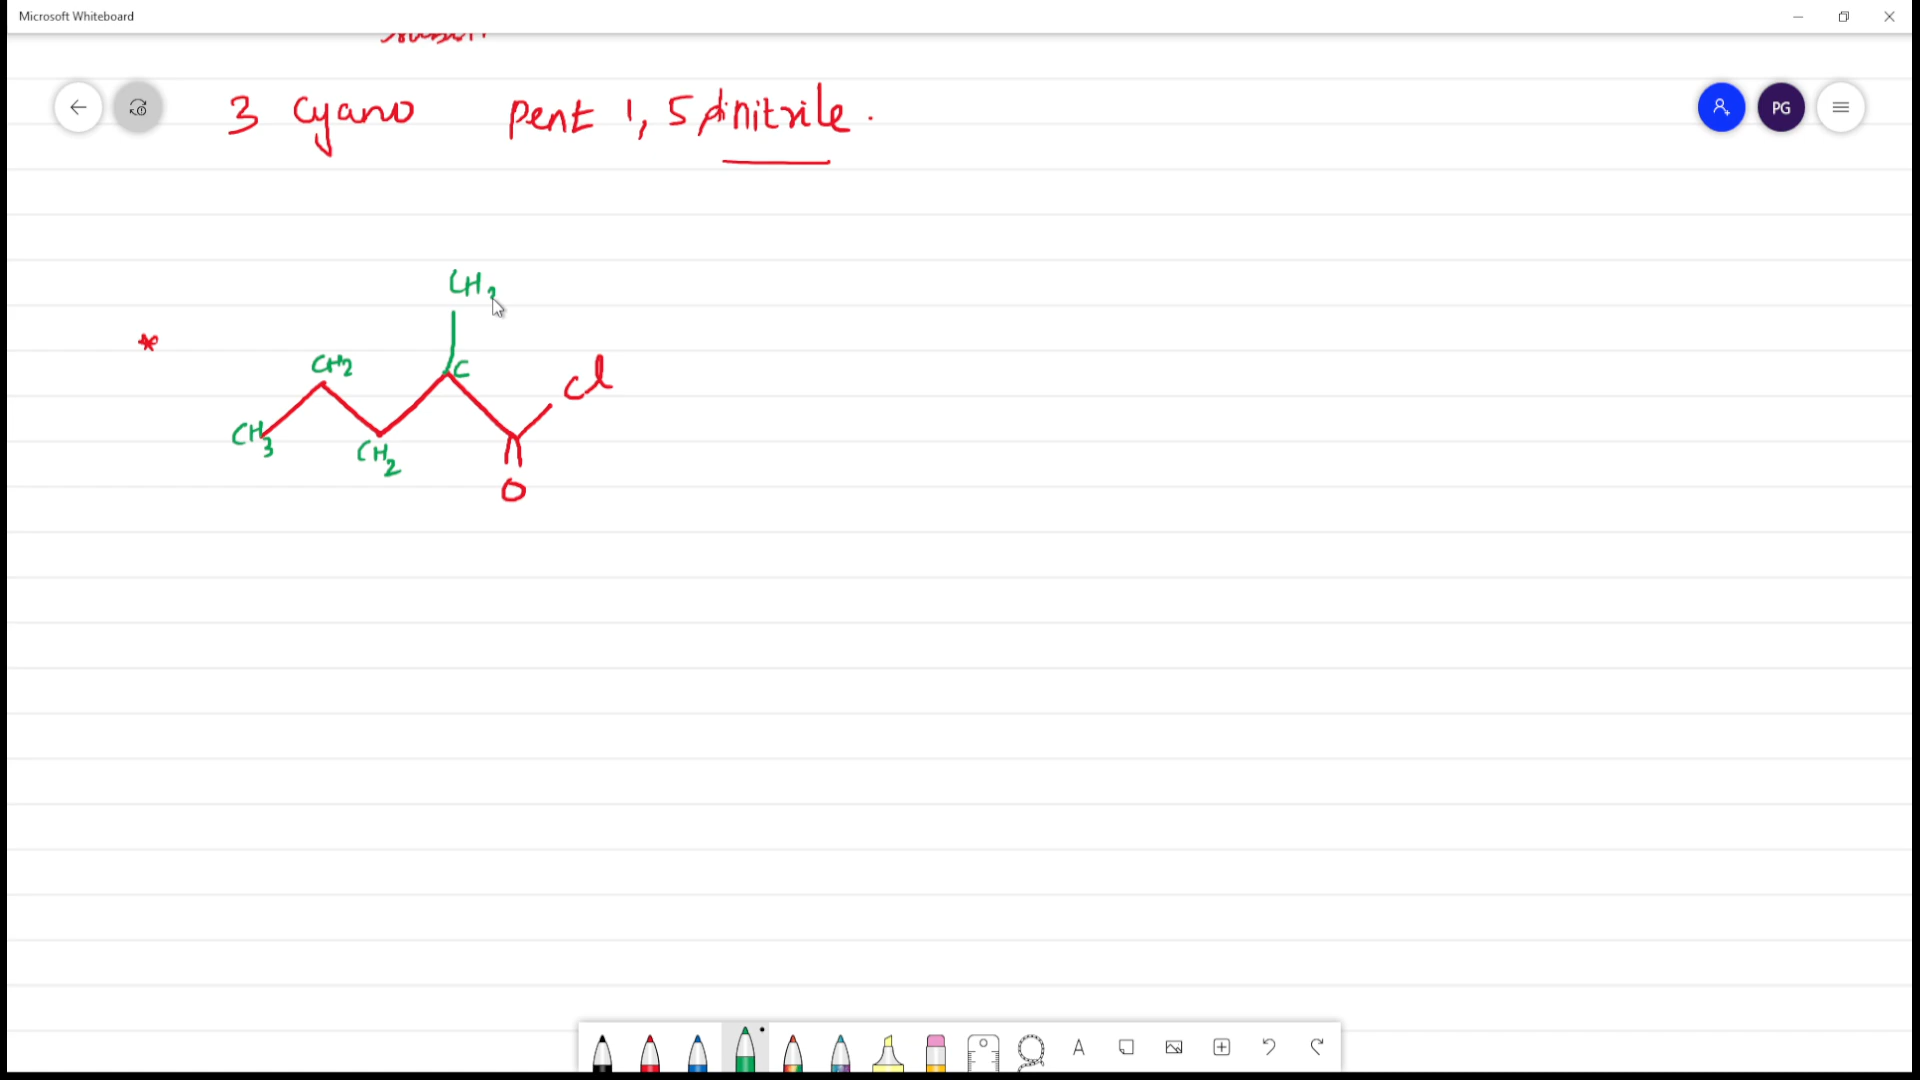 Microsoft Whiteboard
3 Cyano pent 1, 5 dinitrile.
PG
CH3
*
CH2
C
Cl
CH3
CH2
O
A